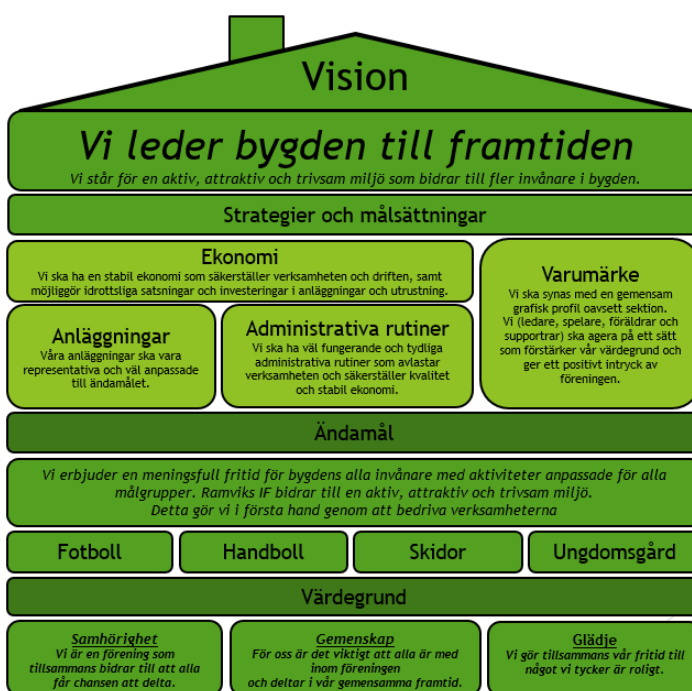 Vision
Vi leder bygden till framtiden
Vi står för en aktiv, attraktiv och trivsam miljö som bidrar till fler invånare i bygden.
Strategier och målsättningar
Ekonomi
Vi ska ha en stabil ekonomi som säkerställer verksamheten och driften, samt
möjliggör idrottsliga satsningar och investeringar i anläggningar och utrustning.
Anläggningar
Våra anläggningar ska vara
representativa och väl anpassade
till ändamålet.
Administrativa rutiner
Vi ska ha väl fungerande och tydliga
administrativa rutiner som avlastar
verksamheten och säkerställer kvalitet
och stabil ekonomi.
Varumärke
Vi ska synas med en gemensam
grafisk profil oavsett sektion.
Vi (ledare, spelare, föräldrar och
supportrar) ska agera på ett sätt
som förstärker vår värdegrund och
ger ett positivt intryck av
föreningen.
Ändamål
Vi erbjuder en meningsfull fritid för bygdens alla invånare med aktiviteter anpassade för alla
målgrupper. Ramviks IF bidrar till en aktiv, attraktiv och trivsam miljö.
Detta gör vi i första hand genom att bedriva verksamheterna
Fotboll
Handboll
Skidor
Ungdomsgård
Värdegrund
Samhörighet
Vi är en förening som
tillsammans bidrar till att alla
får chansen att delta.
Gemenskap
För oss är det viktigt att alla är med
inom föreningen
och deltar i vår gemensamma framtid.
Glädje
Vi gör tillsammans vår fritid till
något vi tycker är roligt.